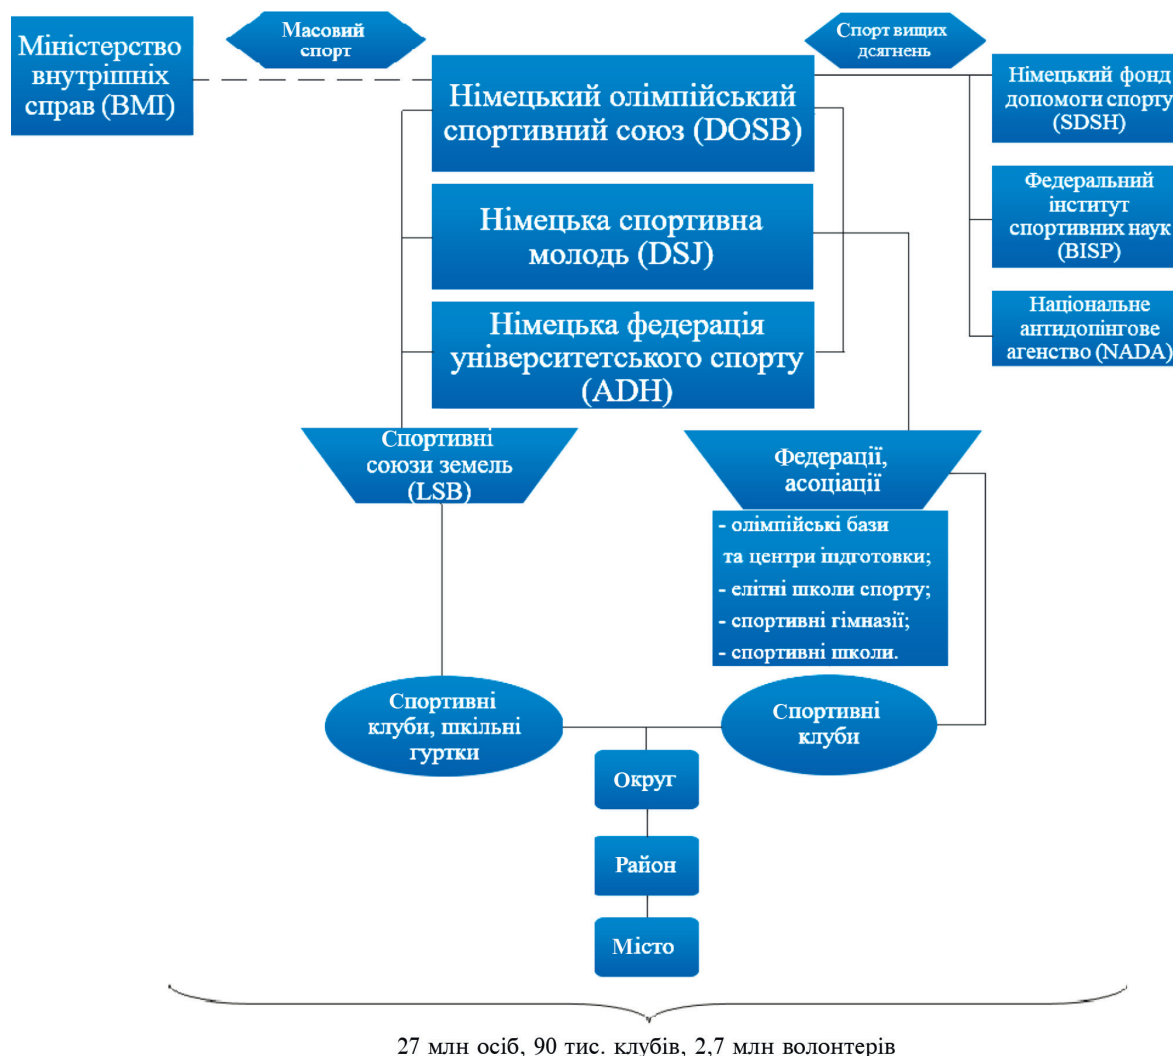 Масовий
спорт
Спорт вищих
дсягнень
Міністерство
внутрішніх
справ (BMI)
Німецький олімпійський
спортивний союз (DOSB)
Німецький фонд
допомоги спорту
(SDSH)
Німецька спортивна
молодь (DSJ)
Федеральний
інститут
спортивних наук
(BISP)
Німецька федерація
університетського спорту
(ADH)
Національне
антидопінгове
агенство (NADA)
Спортивні
союзи земель
(LSB)
Федерації,
асоціації
- олімпійські бази
та центри іідготовки;
- елітні школи спорту;
- спортивні гімназії;
- спортивні школи.
Спортивні
клуби, шкільні
гуртки
Спортивні
клуби
Округ
Район
Місто
27 млн осіб, 90 тис. клубів, 2,7 млн волонтерів